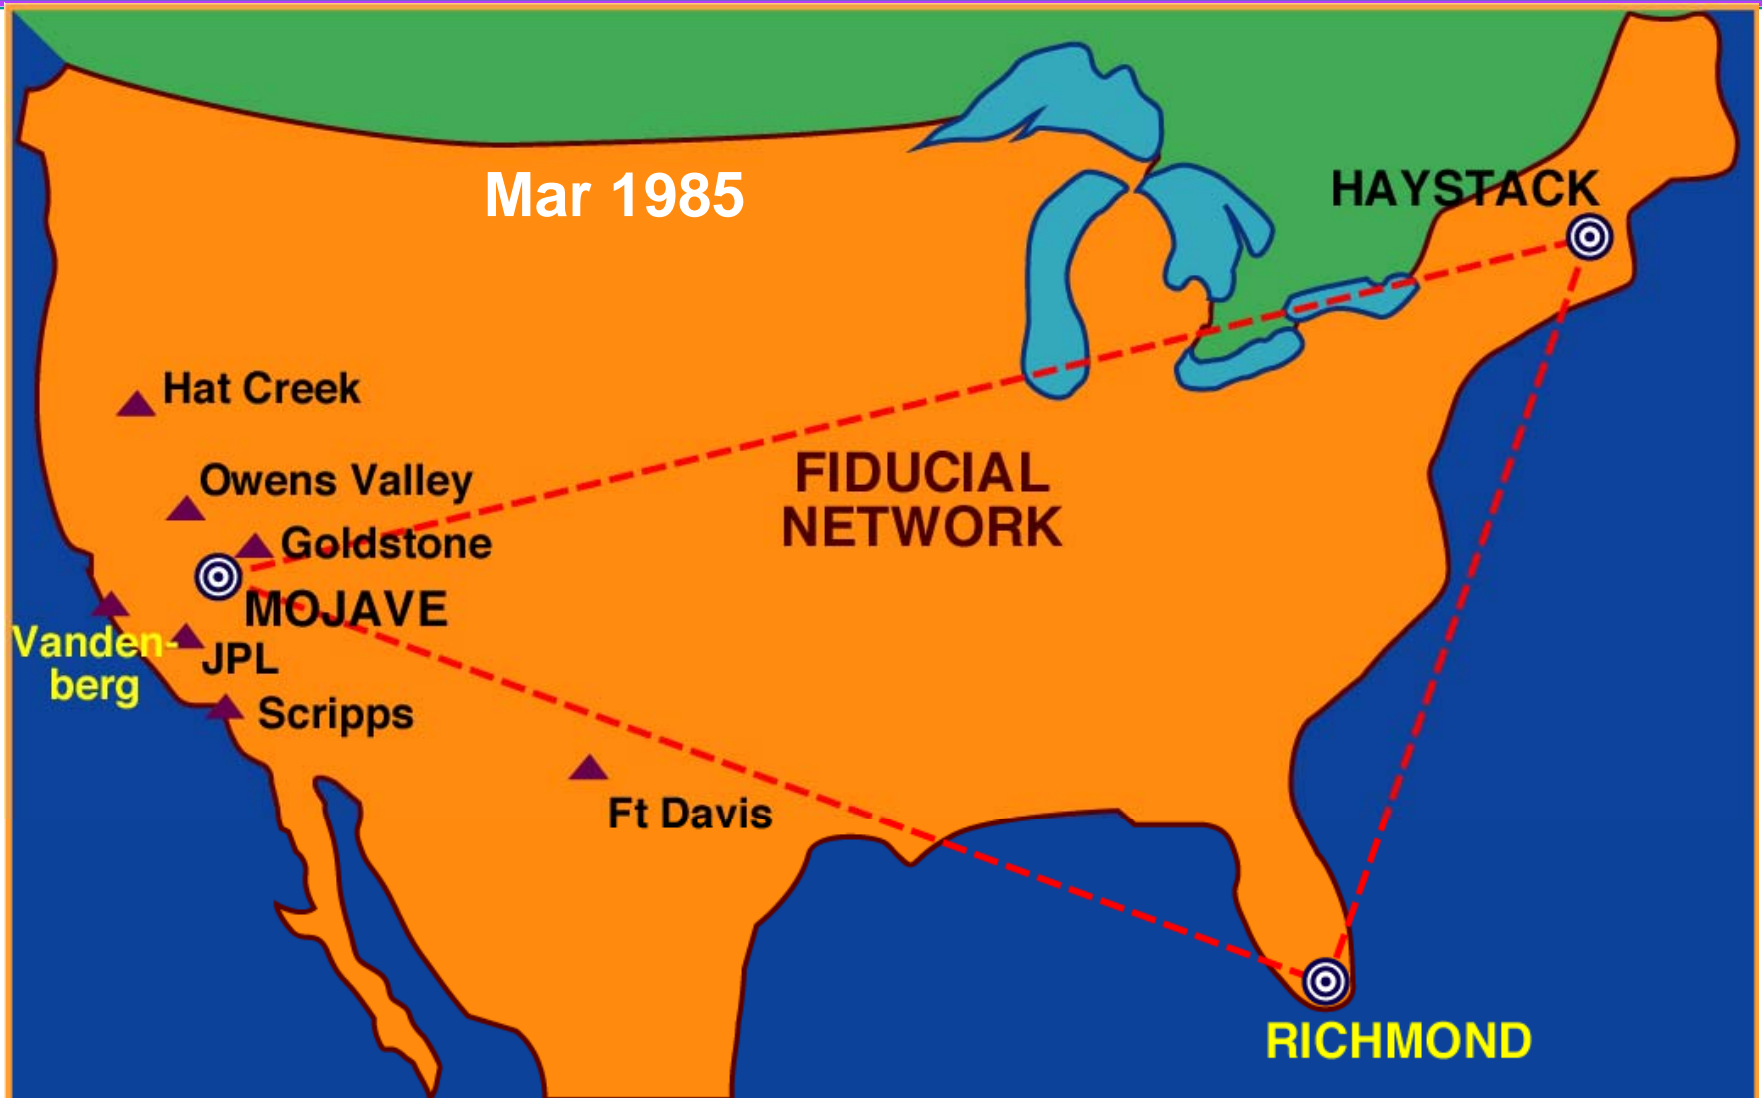 Mar 1985
HAYSTACK
Hat Creek
Owens Valley
FIDUCIAL
NETWORK
Goldstone
MOJAVE
Vanden-
berg
JPL
Scripps
Ft Davis
RICHMOND